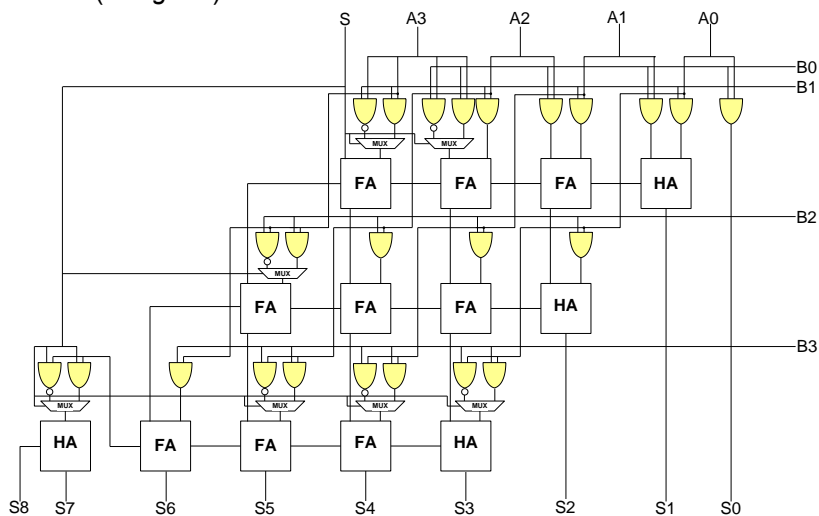 S A3 A2 A1 A0
B0
B1
MUX MUX
FA FA FA HA
B2
MUX
FA FA FA HA
B3
MUX MUX MUX MUX
HA FA FA FA HA
S8 S7 S6 S5 S4 S3 S2 S1 S0